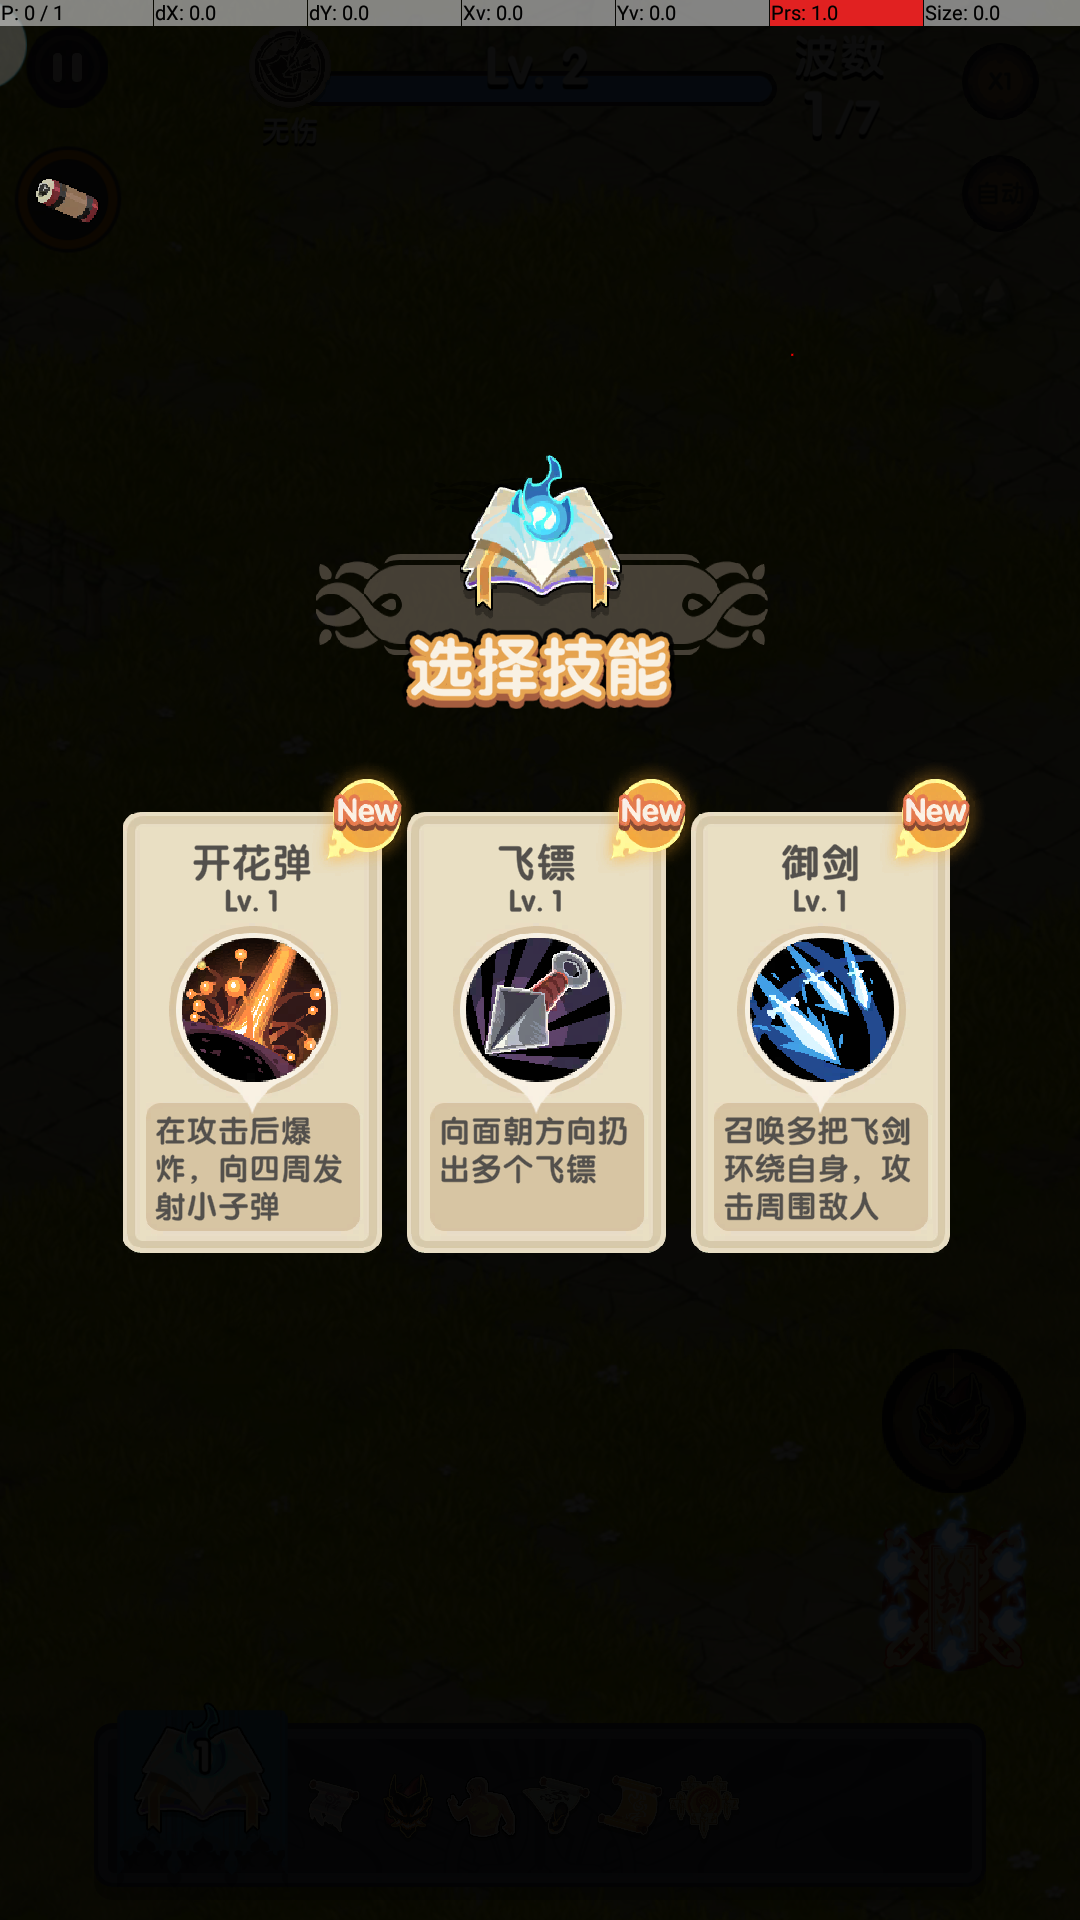 P: 0 / 1 dX: 0.0 dY: 0.0 Xv: 0.0 Yv: 0.0 Prs: 1.0 Size: 0.0
Lv. 2
波数
X1
1/7
无伤
自动
选择技能
New New New
开花弹 飞镖 御剑
Lv. 1 Lv. 1 Lv. 1
在攻击后爆
炸，向四周发
射小子弹
向面朝方向扔
出多个飞镖
召唤多把飞剑
环绕自身，攻
击周围敌人
1